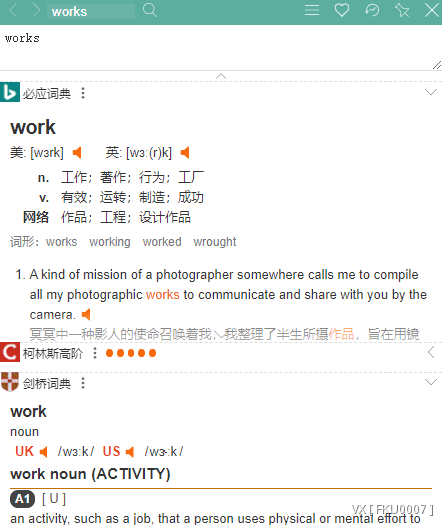 works
works
必应词典
work
美: [wɜrk] 英: [wɜː(r)k]
n. 工作；著作；行为；工厂
v. 有效；运转；制造；成功
网络 作品；工程；设计作品
词形: works working worked wrought
1. A kind of mission of a photographer somewhere calls me to compile
all my photographic works to communicate and share with you by the
camera.
冥冥中一种影人的使命召唤着我,我整理了半生所摄作品，旨在用镜
柯林斯高阶
剑桥词典
work
noun
UK /wɜːk/ US /wɝːk/
work noun (ACTIVITY)
A1 [ U ]
an activity, such as a job, that a person uses physical or mental effort to
VX [ FKU0007 ]